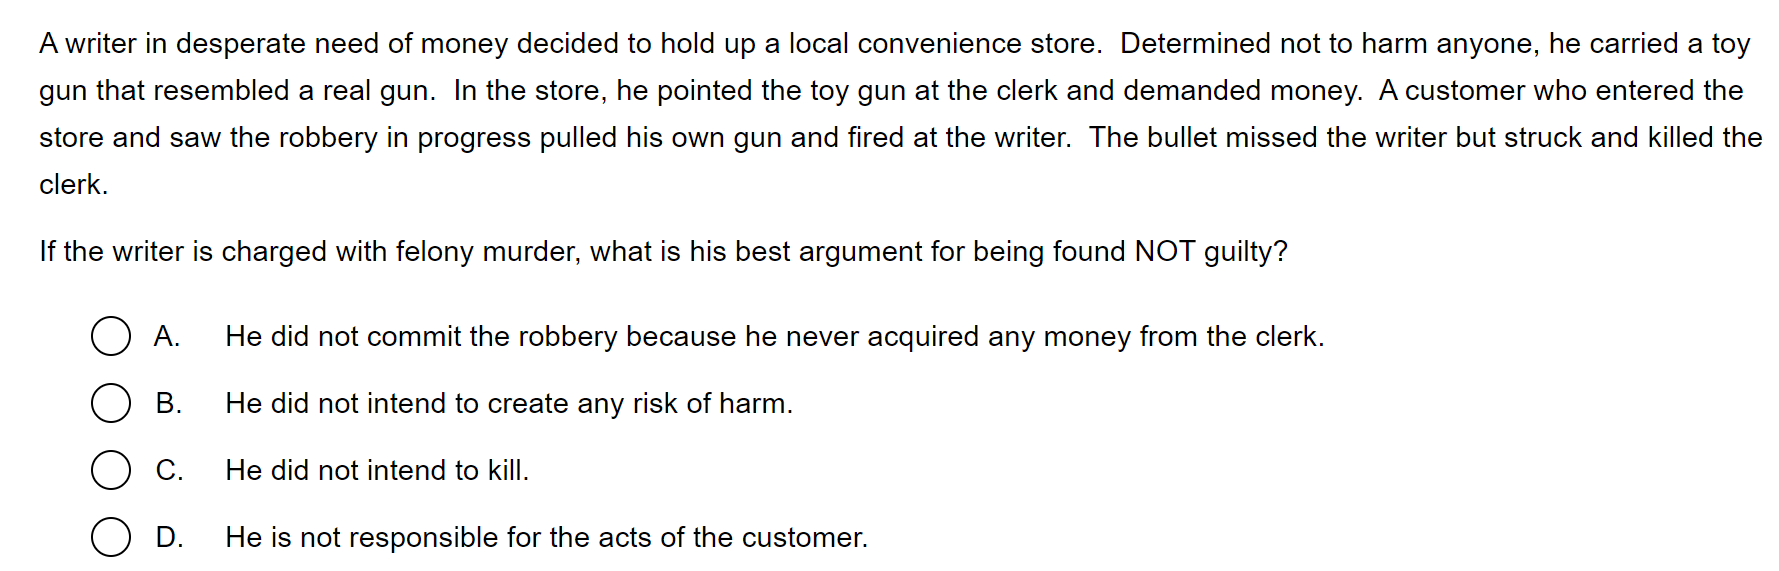 A writer in desperate need of money decided to hold up a local convenience store.  Determined not to harm anyone, he carried a toy
gun that resembled a real gun.  In the store, he pointed the toy gun at the clerk and demanded money.  A customer who entered the
store and saw the robbery in progress pulled his own gun and fired at the writer.  The bullet missed the writer but struck and killed the
clerk.
If the writer is charged with felony murder, what is his best argument for being found NOT guilty?
A. He did not commit the robbery because he never acquired any money from the clerk.
B. He did not intend to create any risk of harm.
C. He did not intend to kill.
D. He is not responsible for the acts of the customer.